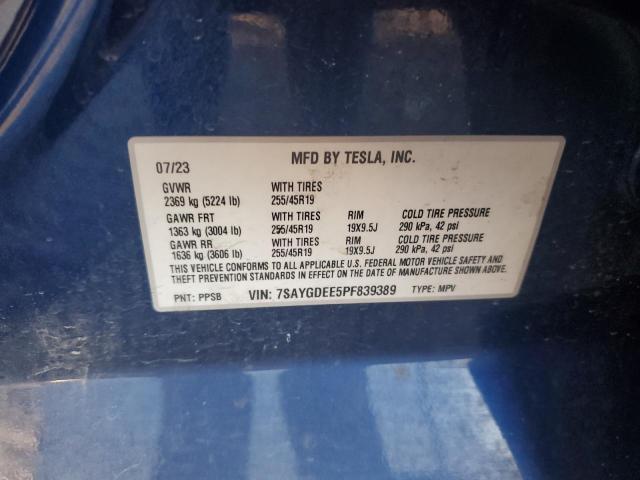 07/23 MFD BY TESLA, INC.
GVWR WITH TIRES
2369 kg (5224 lb) 255/45R19
GAWR FRT WITH TIRES RIM COLD TIRE PRESSURE
1363 kg (3004 lb) 255/45R19 19X9.5J 290 kPa, 42 psi
GAWR RR WITH TIRES RIM COLD TIRE PRESSURE
1636 kg (3606 lb) 255/45R19 19X9.5J 290 kPa, 42 psi
THIS VEHICLE CONFORMS TO ALL APPLICABLE FEDERAL MOTOR VEHICLE SAFETY AND
THEFT PREVENTION STANDARDS IN EFFECT ON THE DATE OF MANUFACTURE SHOWN ABOVE.
PNT: PPSB VIN: 7SAYGDEE5PF839389 TYPE: MPV